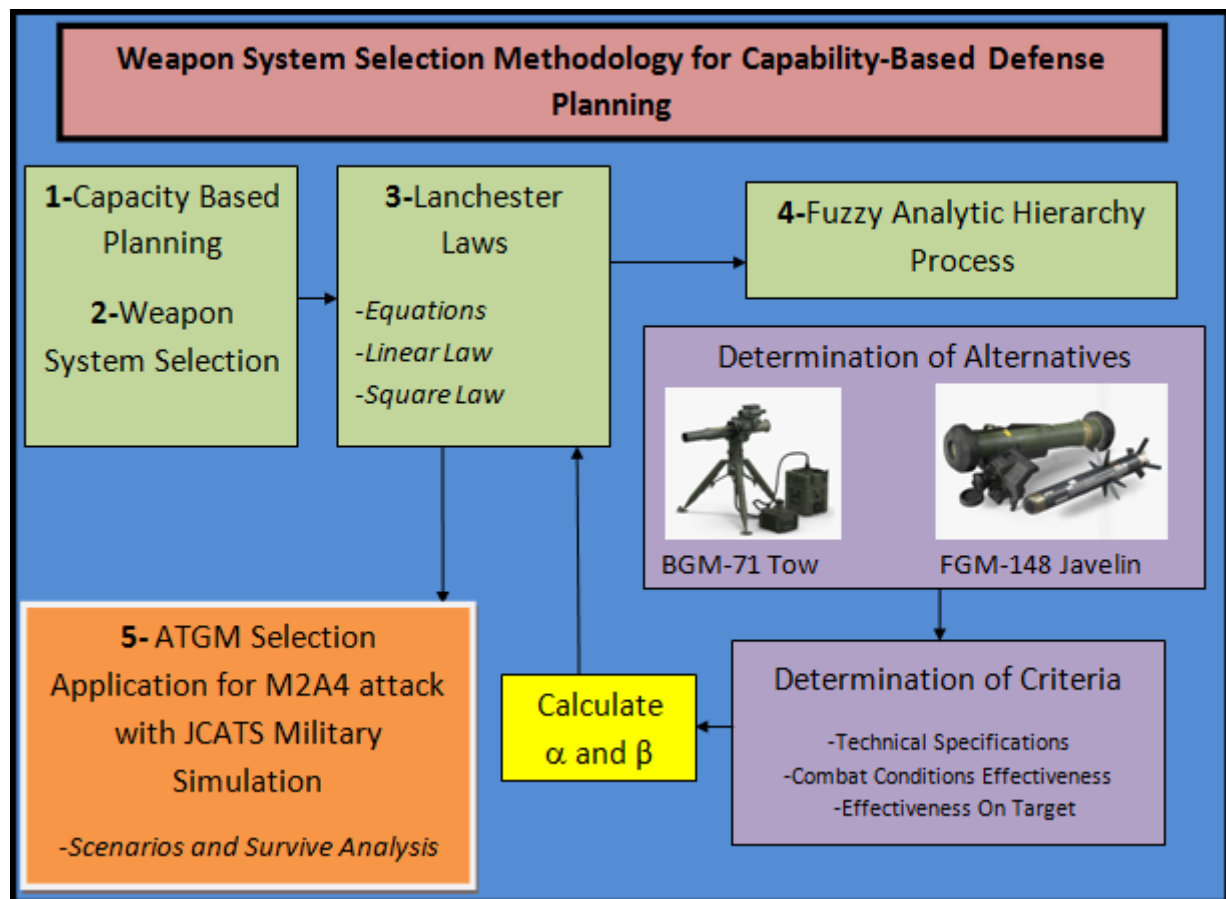 Weapon System Selection Methodology for Capability-Based Defense
Planning
1-Capacity Based
Planning
2-Weapon
System Selection
3-Lanchester
Laws
-Equations
-Linear Law
-Square Law
4-Fuzzy Analytic Hierarchy
Process
Determination of Alternatives
BGM-71 Tow
FGM-148 Javelin
5- ATGM Selection
Application for M2A4 attack
with JCATS Military
Simulation
-Scenarios and Survive Analysis
Calculate
α and β
Determination of Criteria
-Technical Specifications
-Combat Conditions Effectiveness
-Effectiveness On Target